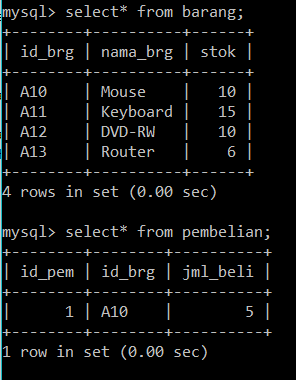 mysql> select* from barang;
+--------+----------+------+
| id_brg | nama_brg | stok |
+--------+----------+------+
| A10    | Mouse    |   10 |
| A11    | Keyboard |   15 |
| A12    | DVD-RW   |   10 |
| A13    | Router   |    6 |
+--------+----------+------+
4 rows in set (0.00 sec)

mysql> select* from pembelian;
+--------+--------+----------+
| id_pem | id_brg | jml_beli |
+--------+--------+----------+
|      1 | A10    |        5 |
+--------+--------+----------+
1 row in set (0.00 sec)